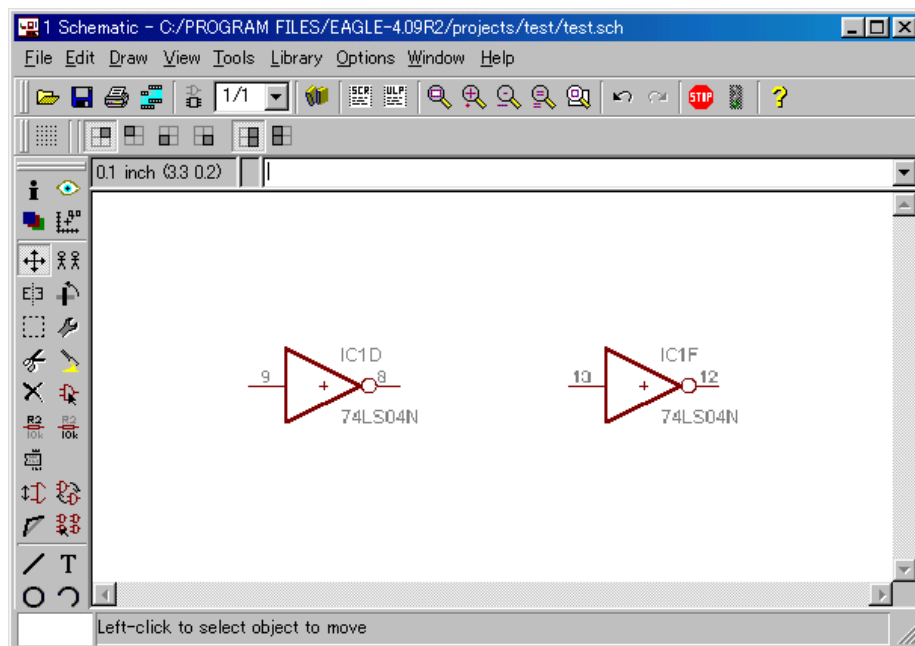 1 Schematic - C:/PROGRAM FILES/EAGLE-4.09R2/projects/test/test.sch
File Edit Draw View Tools Library Options Window Help
1/1 SCR ULP STOP ?
0.1 inch (3.3 0.2)
i
E 3
R2 R2
10k 10k
T
IC1D
9 8
74LS04N
IC1F
13 12
74LS04N
Left-click to select object to move